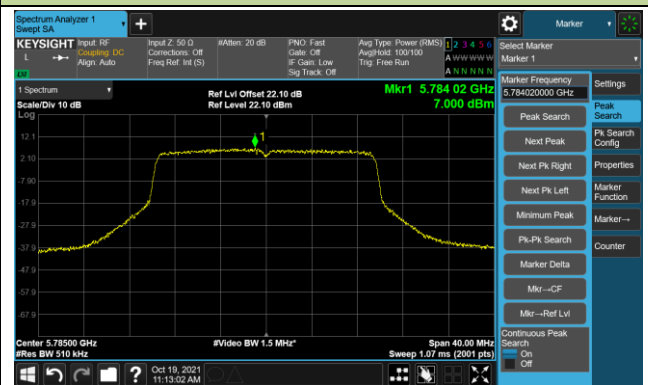 Spectrum Analyzer 1
Swept SA
Marker
KEYSIGHT
L
Input: RF
Coupling: DC
Align: Auto
Input Z: 50 Ω
Corrections: Off
Freq Ref: Int (S)
#Atten: 20 dB
PNO: Fast
Gate: Off
IF Gain: Low
Sig Track: Off
Avg Type: Power (RMS)
Avg|Hold: 100/100
Trig: Free Run
1 2 3 4 5 6
A W W W W W
A N N N N N
Select Marker
Marker 1
1 Spectrum
Scale/Div 10 dB
Ref Lvl Offset 22.10 dB
Ref Level 22.10 dBm
Mkr1 5.784 02 GHz
7.000 dBm
Log
12.1
2.10
-7.90
-17.9
-27.9
-37.9
-47.9
-57.9
-67.9
1
Center 5.78500 GHz
#Res BW 510 kHz
#Video BW 1.5 MHz*
Span 40.00 MHz
Sweep 1.07 ms (2001 pts)
Marker Frequency
5.784020000 GHz
Peak Search
Next Peak
Next Pk Right
Next Pk Left
Minimum Peak
Pk-Pk Search
Marker Delta
Mkr→CF
Mkr→Ref Lvl
Continuous Peak
Search
On
Off
Settings
Peak
Search
Pk Search
Config
Properties
Marker
Function
Marker→
Counter
?
Oct 19, 2021
11:13:02 AM